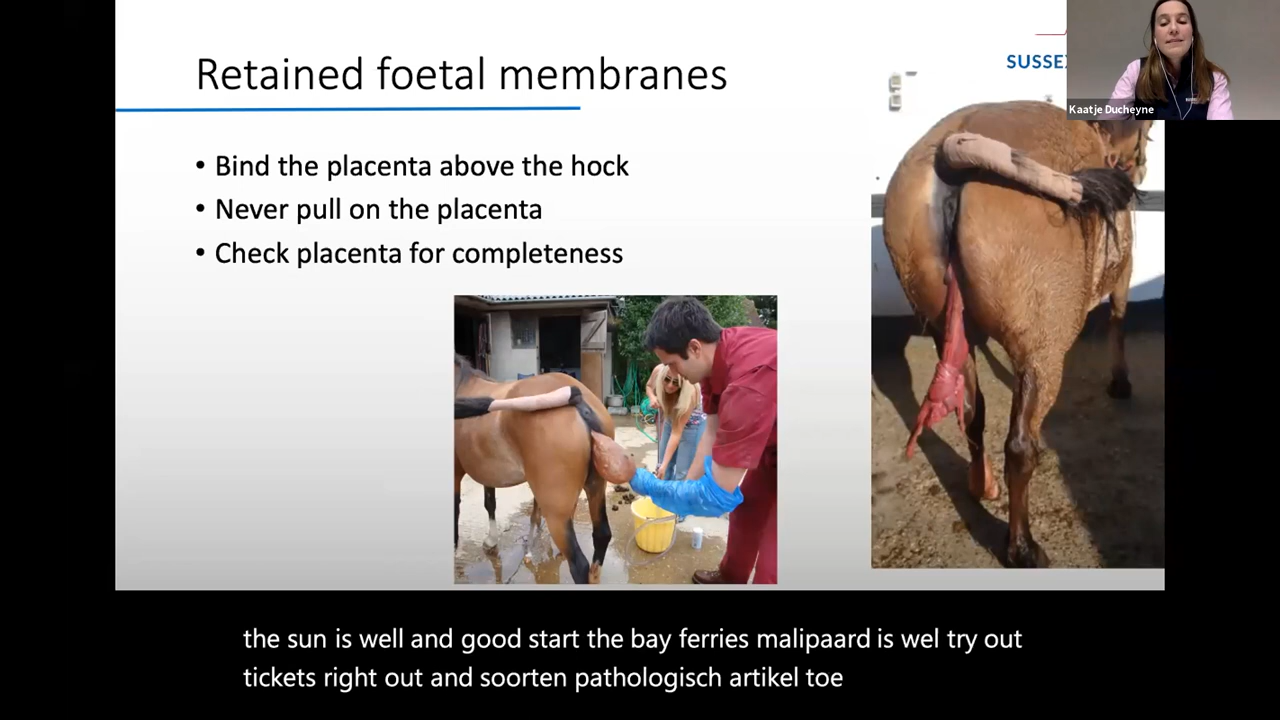 Retained foetal membranes
SUSSE
Kaatje Ducheyne
• Bind the placenta above the hock
• Never pull on the placenta
• Check placenta for completeness
the sun is well and good start the bay ferries malipaard is wel try out
tickets right out and soorten pathologisch artikel toe